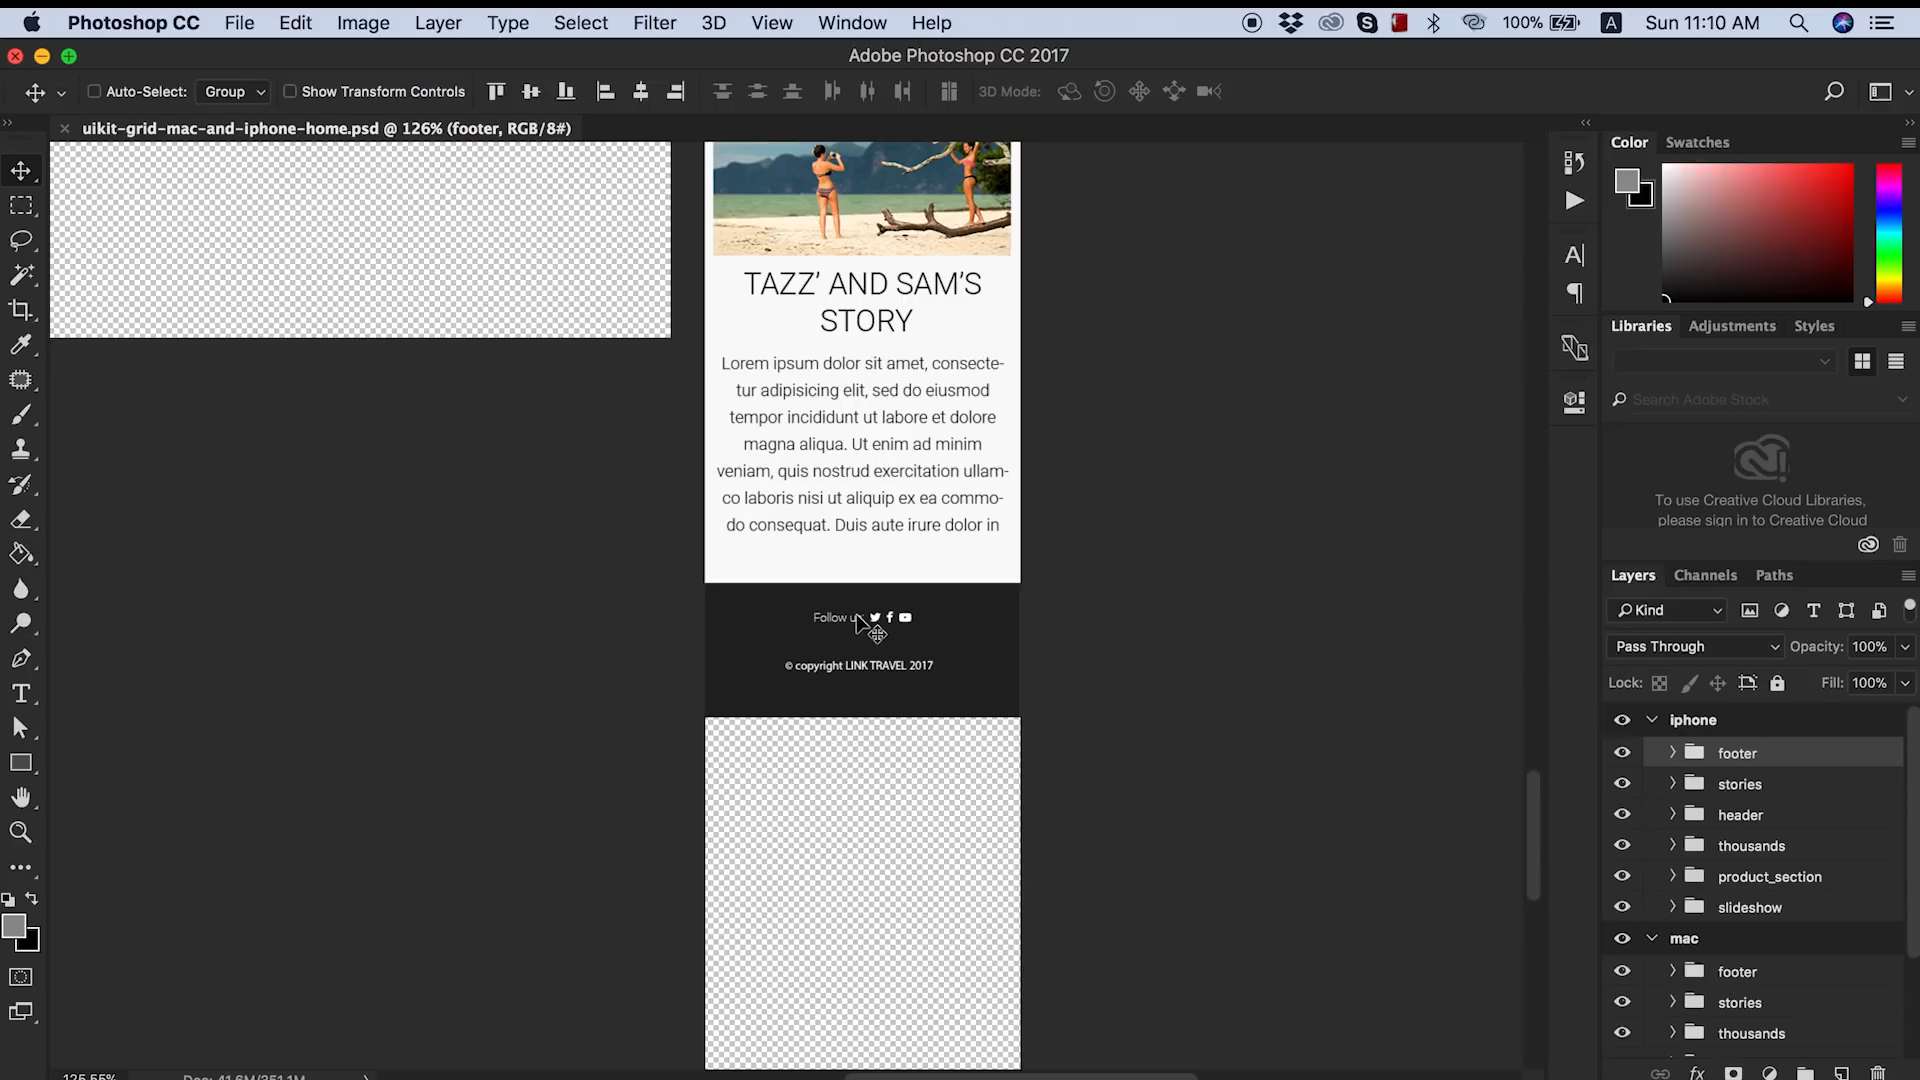 Photoshop CC File Edit Image Layer Type Select Filter 3D View Window Help 100% A Sun 11:10 AM
Adobe Photoshop CC 2017
Auto-Select: Group Show Transform Controls 3D Mode:
uikit-grid-mac-and-iphone-home.psd @ 126% (footer, RGB/8#)
TAZZ’ AND SAM’S
STORY
Lorem ipsum dolor sit amet, consecte-
tur adipisicing elit, sed do eiusmod
tempor incididunt ut labore et dolore
magna aliqua. Ut enim ad minim
veniam, quis nostrud exercitation ullam-
co laboris nisi ut aliquip ex ea commo-
do consequat. Duis aute irure dolor in
Follow
© copyright LINK TRAVEL 2017
Color Swatches
Libraries Adjustments Styles
Search Adobe Stock
To use Creative Cloud Libraries,
please sign in to Creative Cloud
Layers Channels Paths
Kind
Pass Through Opacity: 100%
Lock: Fill: 100%
iphone
footer
stories
header
thousands
product_section
slideshow
mac
footer
stories
thousands
fx